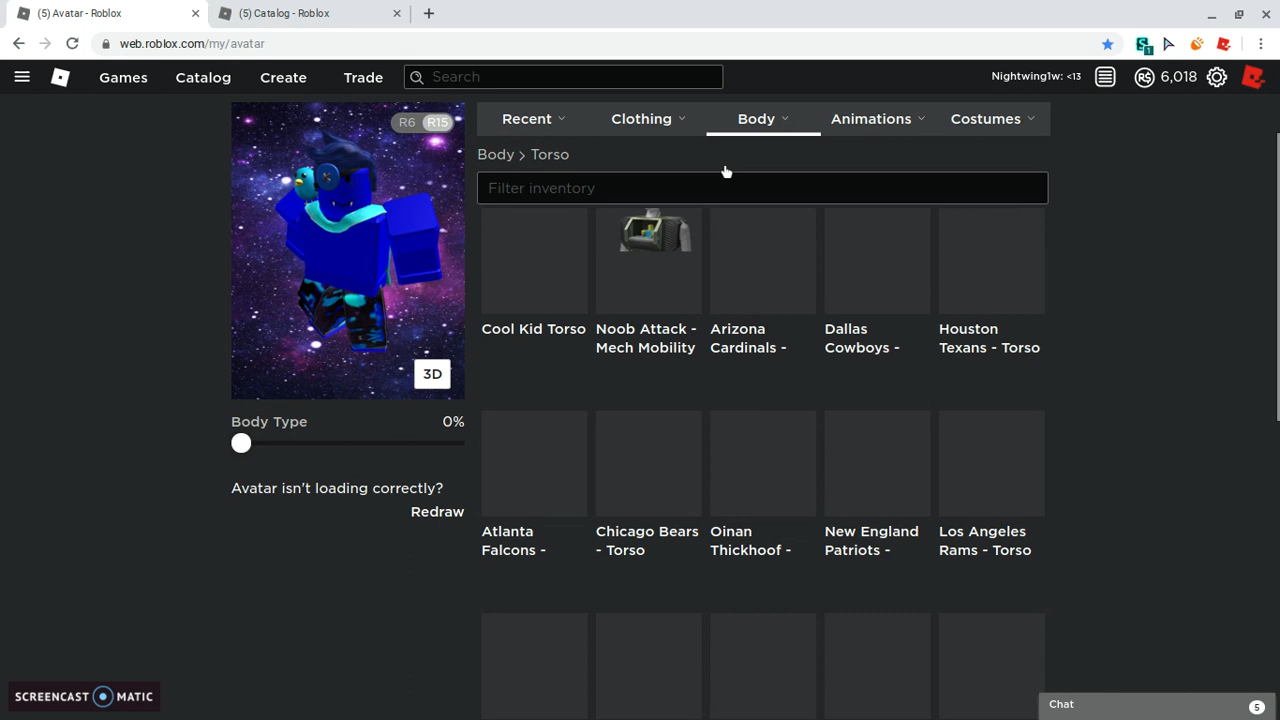 (5) Avatar - Roblox
(5) Catalog - Roblox
web.roblox.com/my/avatar
1
Games
Catalog
Create
Trade
Search
Nightwing1w: <13
R$ 6,018
R6 R15
3D
Body Type 0%
Avatar isn't loading correctly?
Redraw
Recent
Clothing
Body
Animations
Costumes
Body > Torso
Filter inventory
Cool Kid Torso
Noob Attack -
Mech Mobility
Arizona
Cardinals -
Dallas
Cowboys -
Houston
Texans - Torso
Atlanta
Falcons -
Chicago Bears
- Torso
Oinan
Thickhoof -
New England
Patriots -
Los Angeles
Rams - Torso
SCREENCAST MATIC
Chat 5